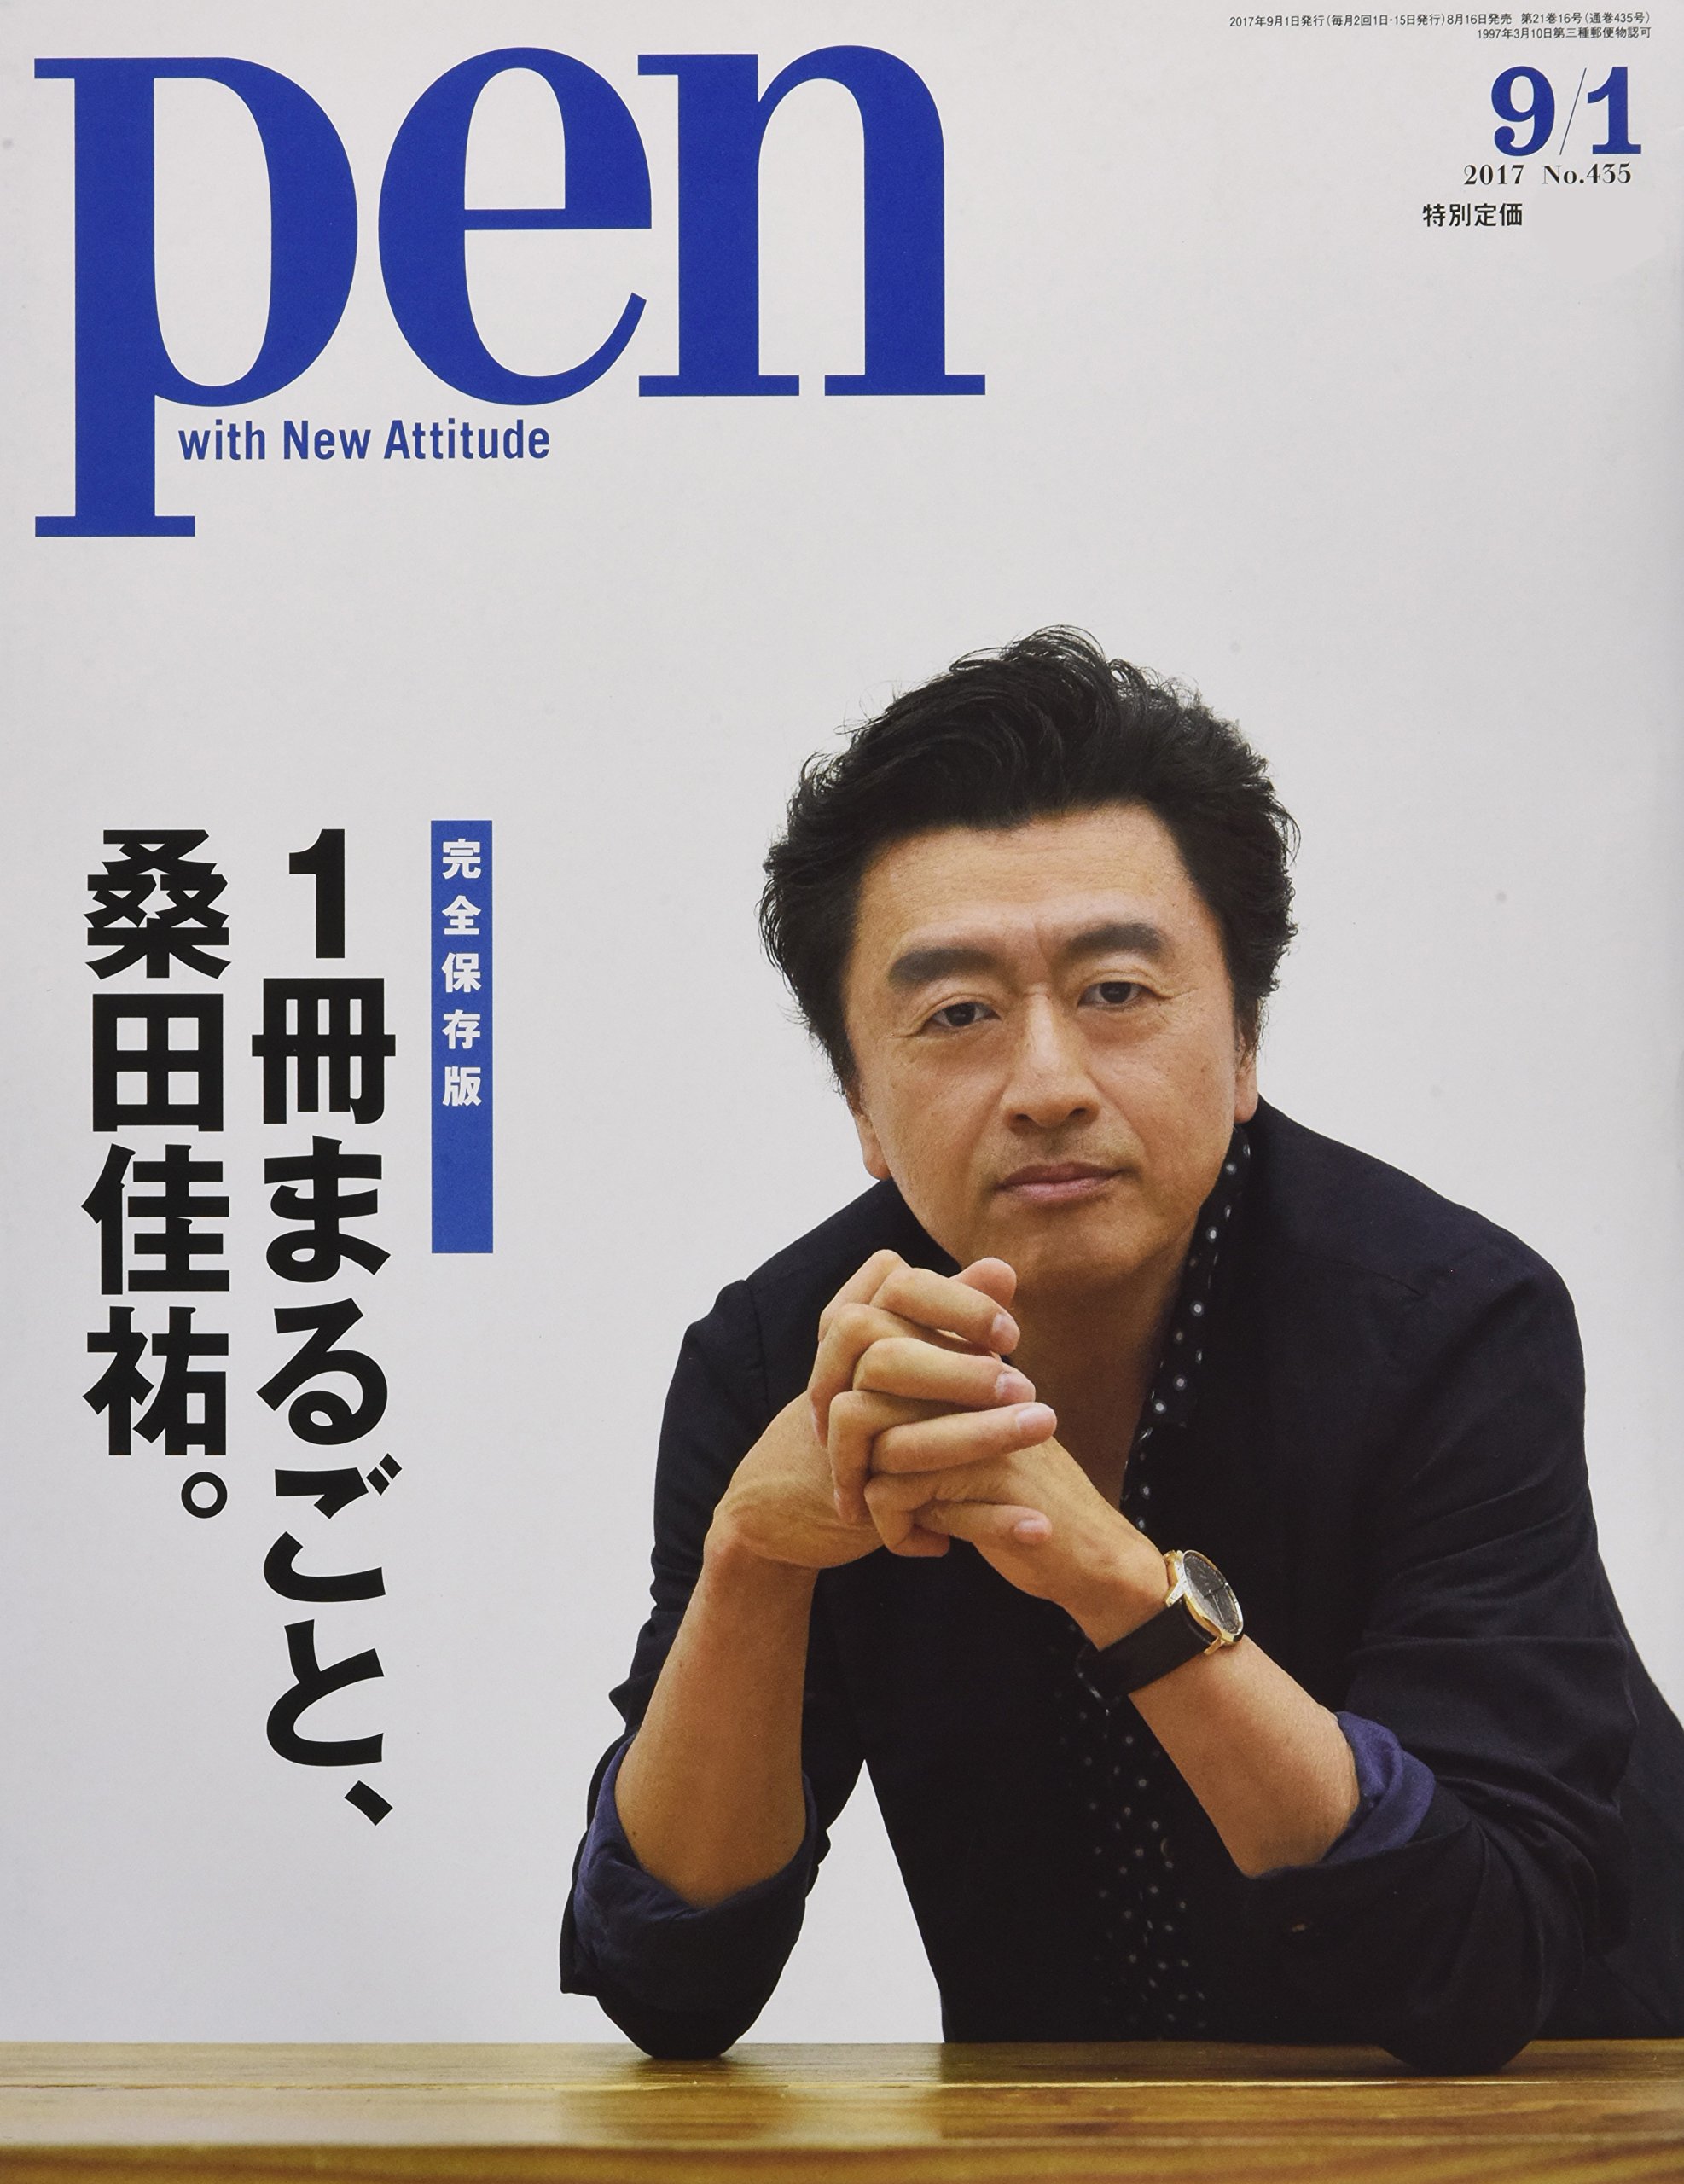 2017年9月1日発行(毎月2回1日・15日発行)8月16日発売 第21巻16号(通巻435号)
1997年3月10日第三種郵便物認可
pen
with New Attitude
9/1
2017 No.435
特別定価
完全保存版
1冊まるごと、
桑田佳祐。